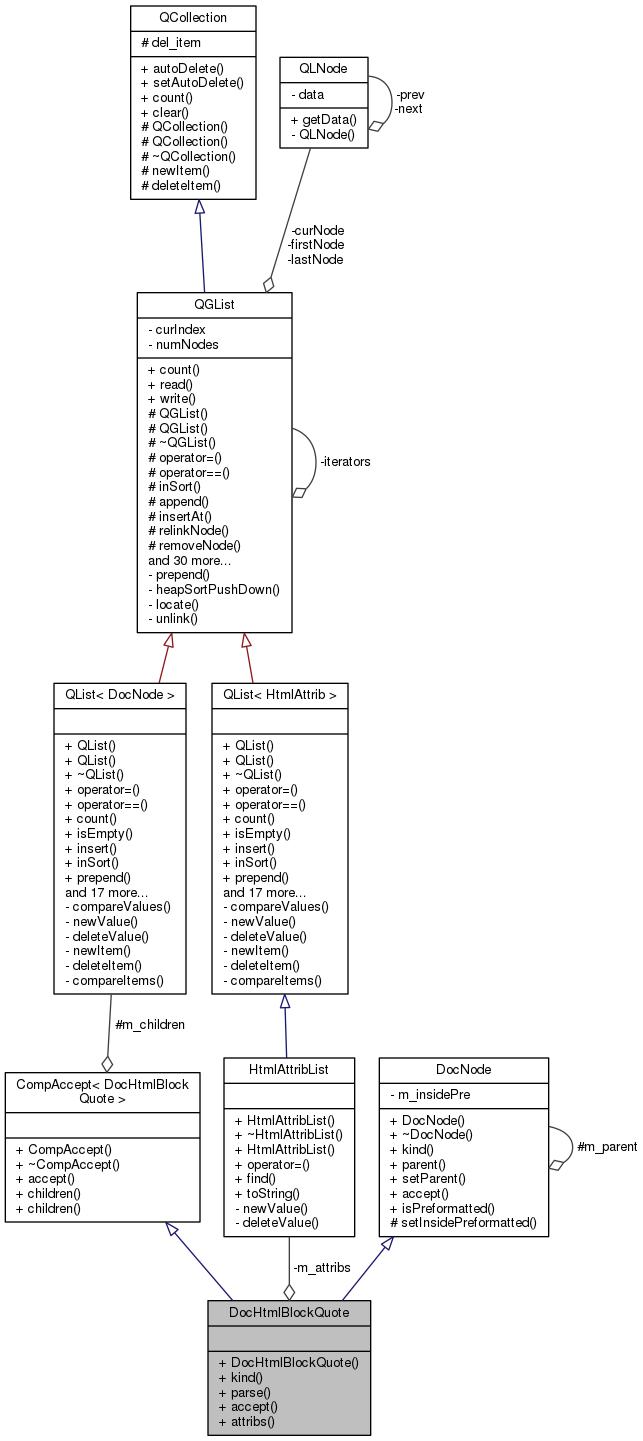 QCollection
# del_item
+ autoDelete()
+ setAutoDelete()
+ count()
+ clear()
# QCollection()
# QCollection()
# ~QCollection()
# newItem()
# deleteItem()
QLNode
- data
+ getData()
- QLNode()
-prev
-next
-curNode
-firstNode
-lastNode
QGList
- curIndex
- numNodes
+ count()
+ read()
+ write()
# QGList()
# QGList()
# ~QGList()
# operator=()
# operator==()
# inSort()
# append()
# insertAt()
# relinkNode()
# removeNode()
and 30 more...
- prepend()
- heapSortPushDown()
- locate()
- unlink()
-iterators
QList< DocNode >
+ QList()
+ QList()
+ ~QList()
+ operator=()
+ operator==()
+ count()
+ isEmpty()
+ insert()
+ inSort()
+ prepend()
and 17 more...
- compareValues()
- newValue()
- deleteValue()
- newItem()
- deleteItem()
- compareItems()
QList< HtmlAttrib >
+ QList()
+ QList()
+ ~QList()
+ operator=()
+ operator==()
+ count()
+ isEmpty()
+ insert()
+ inSort()
+ prepend()
and 17 more...
- compareValues()
- newValue()
- deleteValue()
- newItem()
- deleteItem()
- compareItems()
#m_children
CompAccept< DocHtmlBlock
Quote >
+ CompAccept()
+ ~CompAccept()
+ accept()
+ children()
+ children()
HtmlAttribList
+ HtmlAttribList()
+ ~HtmlAttribList()
+ HtmlAttribList()
+ operator=()
+ find()
+ toString()
- newValue()
- deleteValue()
DocNode
- m_insidePre
+ DocNode()
+ ~DocNode()
+ kind()
+ parent()
+ setParent()
+ accept()
+ isPreformatted()
# setInsidePreformatted()
#m_parent
-m_attribs
DocHtmlBlockQuote
+ DocHtmlBlockQuote()
+ kind()
+ parse()
+ accept()
+ attribs()